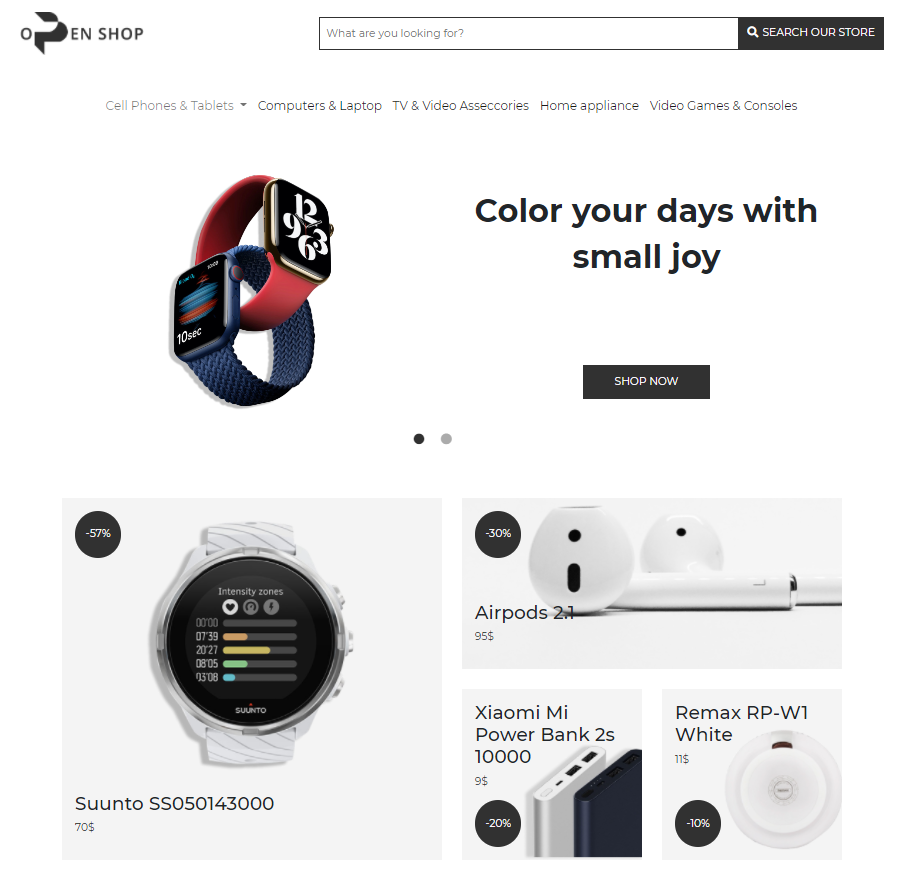 OPEN SHOP
What are you looking for?
SEARCH OUR STORE
Cell Phones & Tablets
Computers & Laptop
TV & Video Asseccories
Home appliance
Video Games & Consoles
12
3
6
9
10:09
10sec
Color your days with
small joy
SHOP NOW
-57%
Intensity zones
00'00
07'39
20'27
08'05
03'08
SUUNTO
Suunto SS050143000
70$
-30%
Airpods 2.1
95$
Xiaomi Mi
Power Bank 2s
10000
9$
-20%
Remax RP-W1
White
11$
-10%